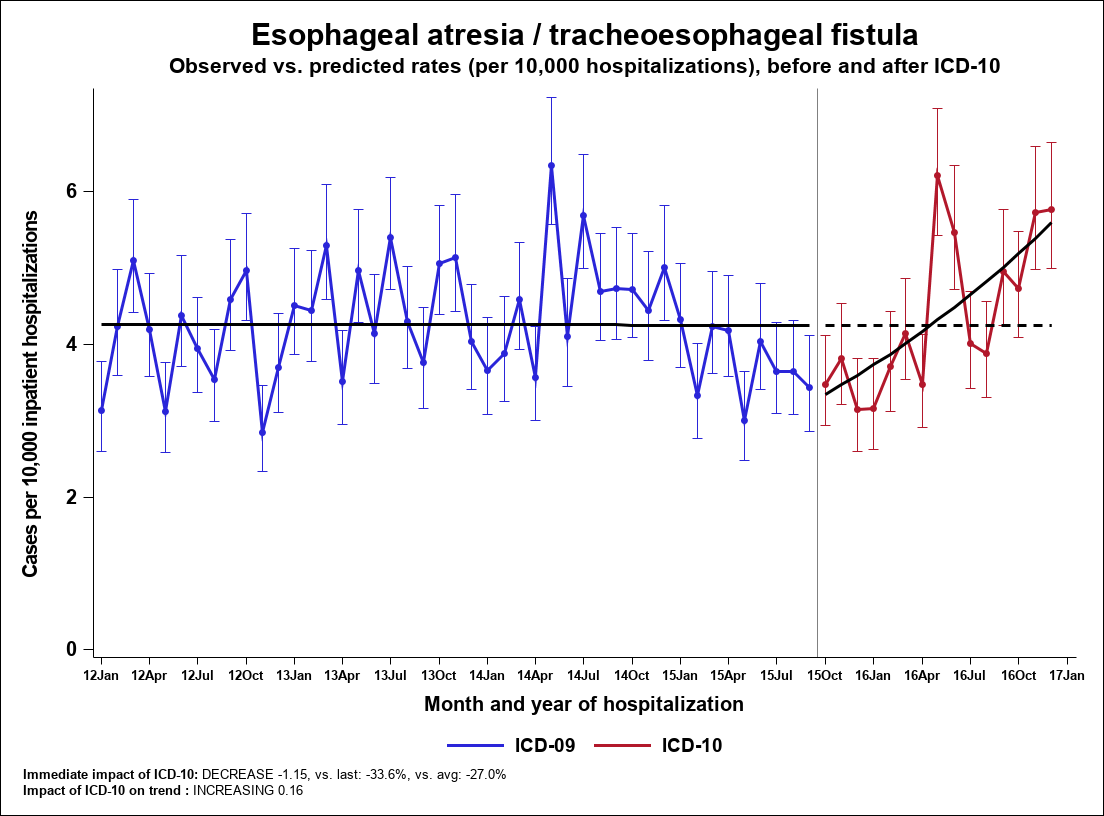 Esophageal atresia / tracheoesophageal fistula
Observed vs. predicted rates (per 10,000 hospitalizations), before and after ICD-10
Cases per 10,000 inpatient hospitalizations
6
4
2
0
12Jan 12Apr 12Jul 12Oct 13Jan 13Apr 13Jul 13Oct 14Jan 14Apr 14Jul 14Oct 15Jan 15Apr 15Jul 15Oct 16Jan 16Apr 16Jul 16Oct 17Jan
Month and year of hospitalization
ICD-09 ICD-10
Immediate impact of ICD-10: DECREASE -1.15, vs. last: -33.6%, vs. avg: -27.0%
Impact of ICD-10 on trend : INCREASING 0.16